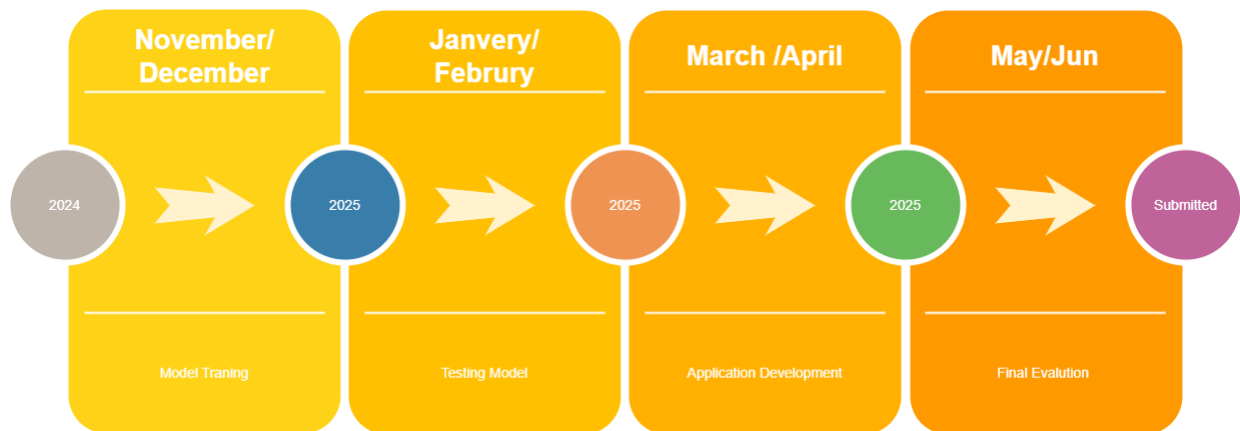 November/
December
Janvery/
Februry
March /April
May/Jun
2024
2025
2025
2025
Submitted
Model Traning
Testing Model
Application Development
Final Evalution